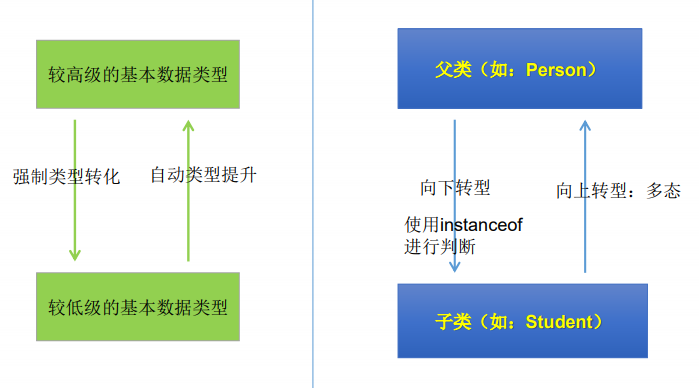 较高级的基本数据类型
强制类型转化
自动类型提升
较低级的基本数据类型
父类（如：Person）
向下转型
使用instanceof
进行判断
向上转型：多态
子类（如：Student）